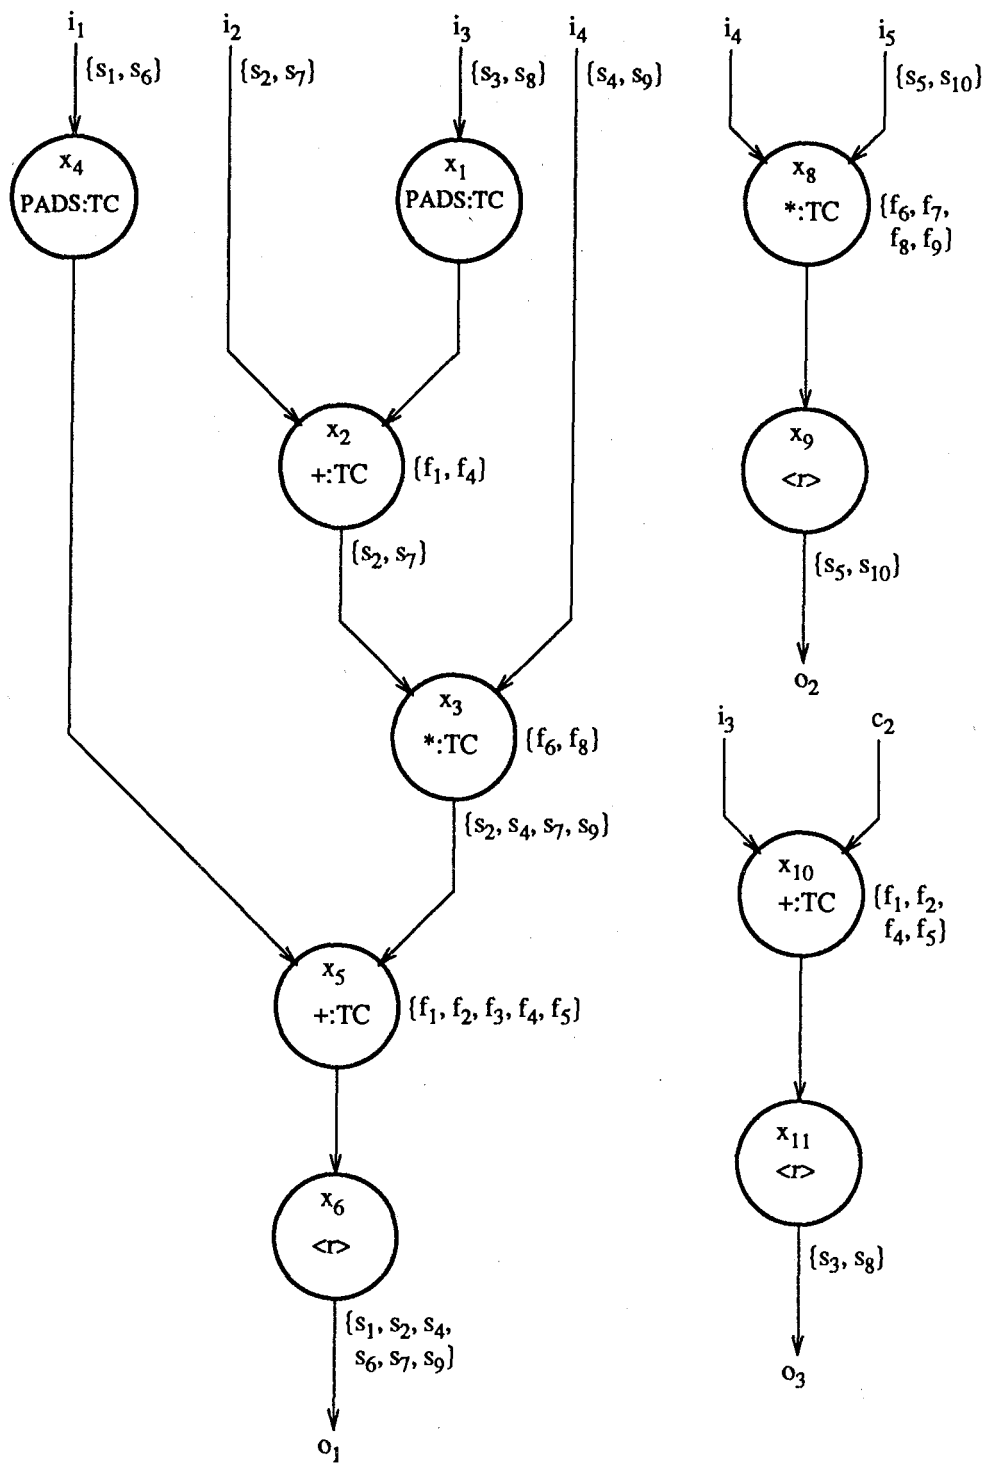 i1
i2
i3
i4
{s1, s6}
{s2, s7}
{s3, s8}
{s4, s9}
x4
PADS:TC
x1
PADS:TC
x2
+:TC
{f1, f4}
{s2, s7}
x3
*:TC
{f6, f8}
{s2, s4, s7, s9}
x5
+:TC
{f1, f2, f3, f4, f5}
x6
<r>
{s1, s2, s4,
s6, s7, s9}
o1
i4
i5
{s5, s10}
x8
*:TC
{f6, f7,
f8, f9}
x9
<r>
{s5, s10}
o2
i3
c2
x10
+:TC
{f1, f2,
f4, f5}
x11
<r>
{s3, s8}
o3